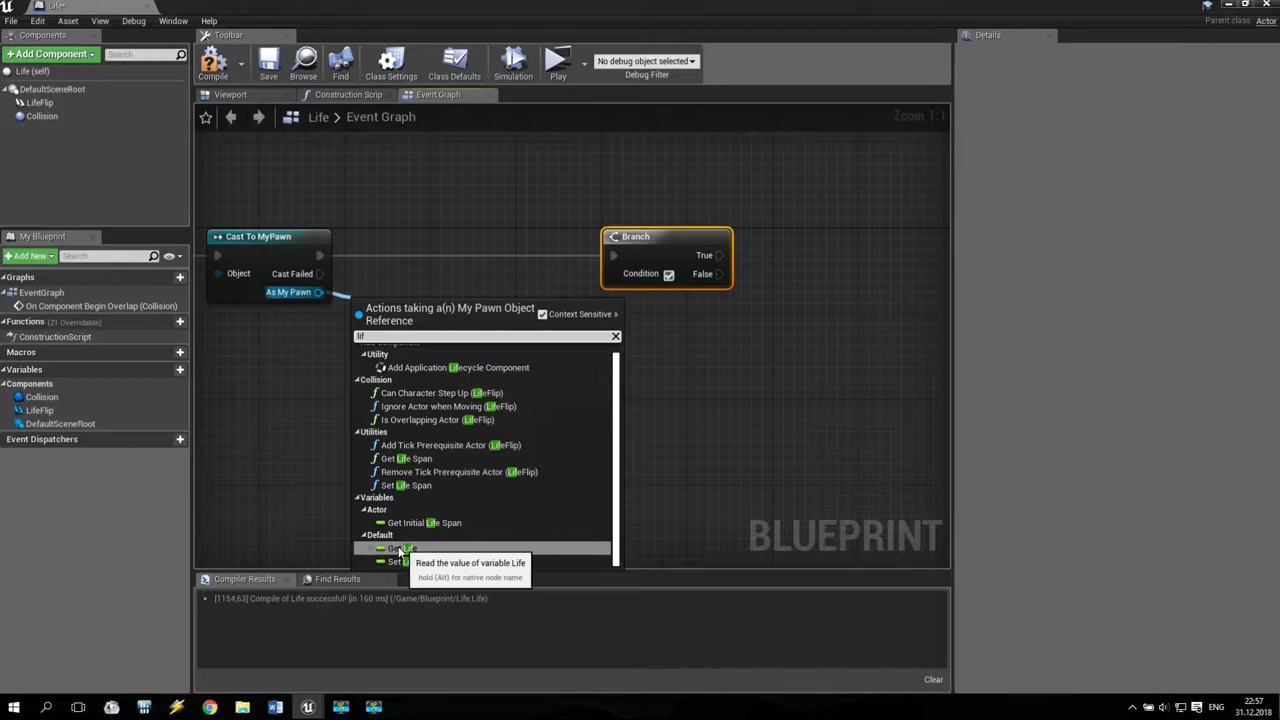 Life*
File Edit Asset View Debug Window Help
Parent class: Actor
Components
+ Add Component
Search
Life (self)
DefaultSceneRoot
LifeFlip
Collision
Toolbar
Compile
Save
Browse
Find
Class Settings
Class Defaults
Simulation
Play
No debug object selected
Debug Filter
Viewport
Construction Scrip
Event Graph
Life > Event Graph
Zoom 1:1
Cast To MyPawn
Object
Cast Failed
As My Pawn
Branch
True
Condition
False
Actions taking a(n) My Pawn Object
Reference
Context Sensitive
lif
Utility
Add Application Lifecycle Component
Collision
Can Character Step Up (LifeFlip)
Ignore Actor when Moving (LifeFlip)
Is Overlapping Actor (LifeFlip)
Utilities
Add Tick Prerequisite Actor (LifeFlip)
Get Life Span
Remove Tick Prerequisite Actor (LifeFlip)
Set Life Span
Variables
Actor
Get Initial Life Span
Default
Get Life
Set
Read the value of variable Life
hold (Alt) for native node name
BLUEPRINT
My Blueprint
+ Add New
Search
Graphs
EventGraph
On Component Begin Overlap (Collision)
Functions (21 Overridable)
ConstructionScript
Macros
Variables
Components
Collision
LifeFlip
DefaultSceneRoot
Event Dispatchers
Compiler Results
Find Results
[1154,63] Compile of Life successful! [in 160 ms] (/Game/Blueprint/Life.Life)
Clear
Details
ENG
22:57
31.12.2018